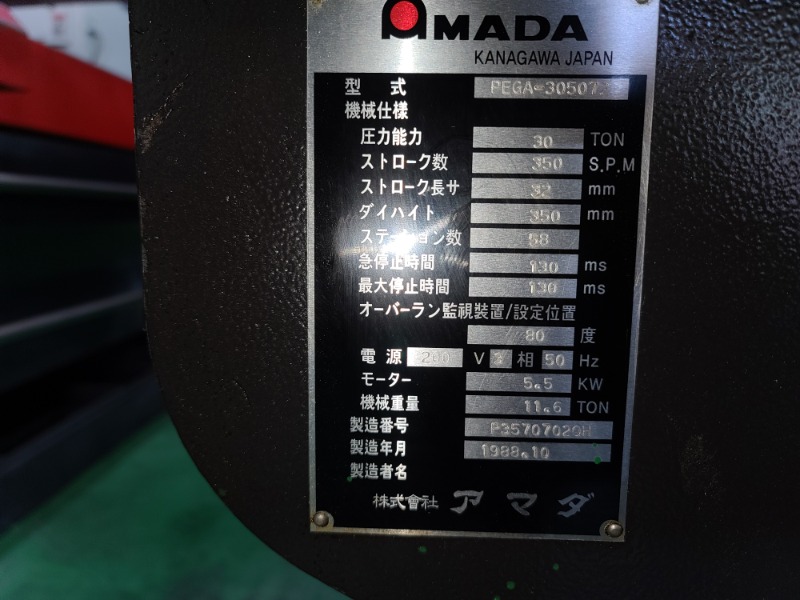 AMADA
KANAGAWA JAPAN
型 式
機械仕様
圧力能力 30 TON
ストローク数 350 S.P.M
ストローク長サ 32 mm
ダイハイト 350 mm
ステーション数 58
急停止時間 130 ms
最大停止時間 130 ms
オーバーラン監視装置/設定位置
80 度
電源 200 V 3 相 50 Hz
モーター 5.5 KW
機械重量 11.6 TON
製造番号
製造年月 1988.10
製造者名
株式會社 アマダ